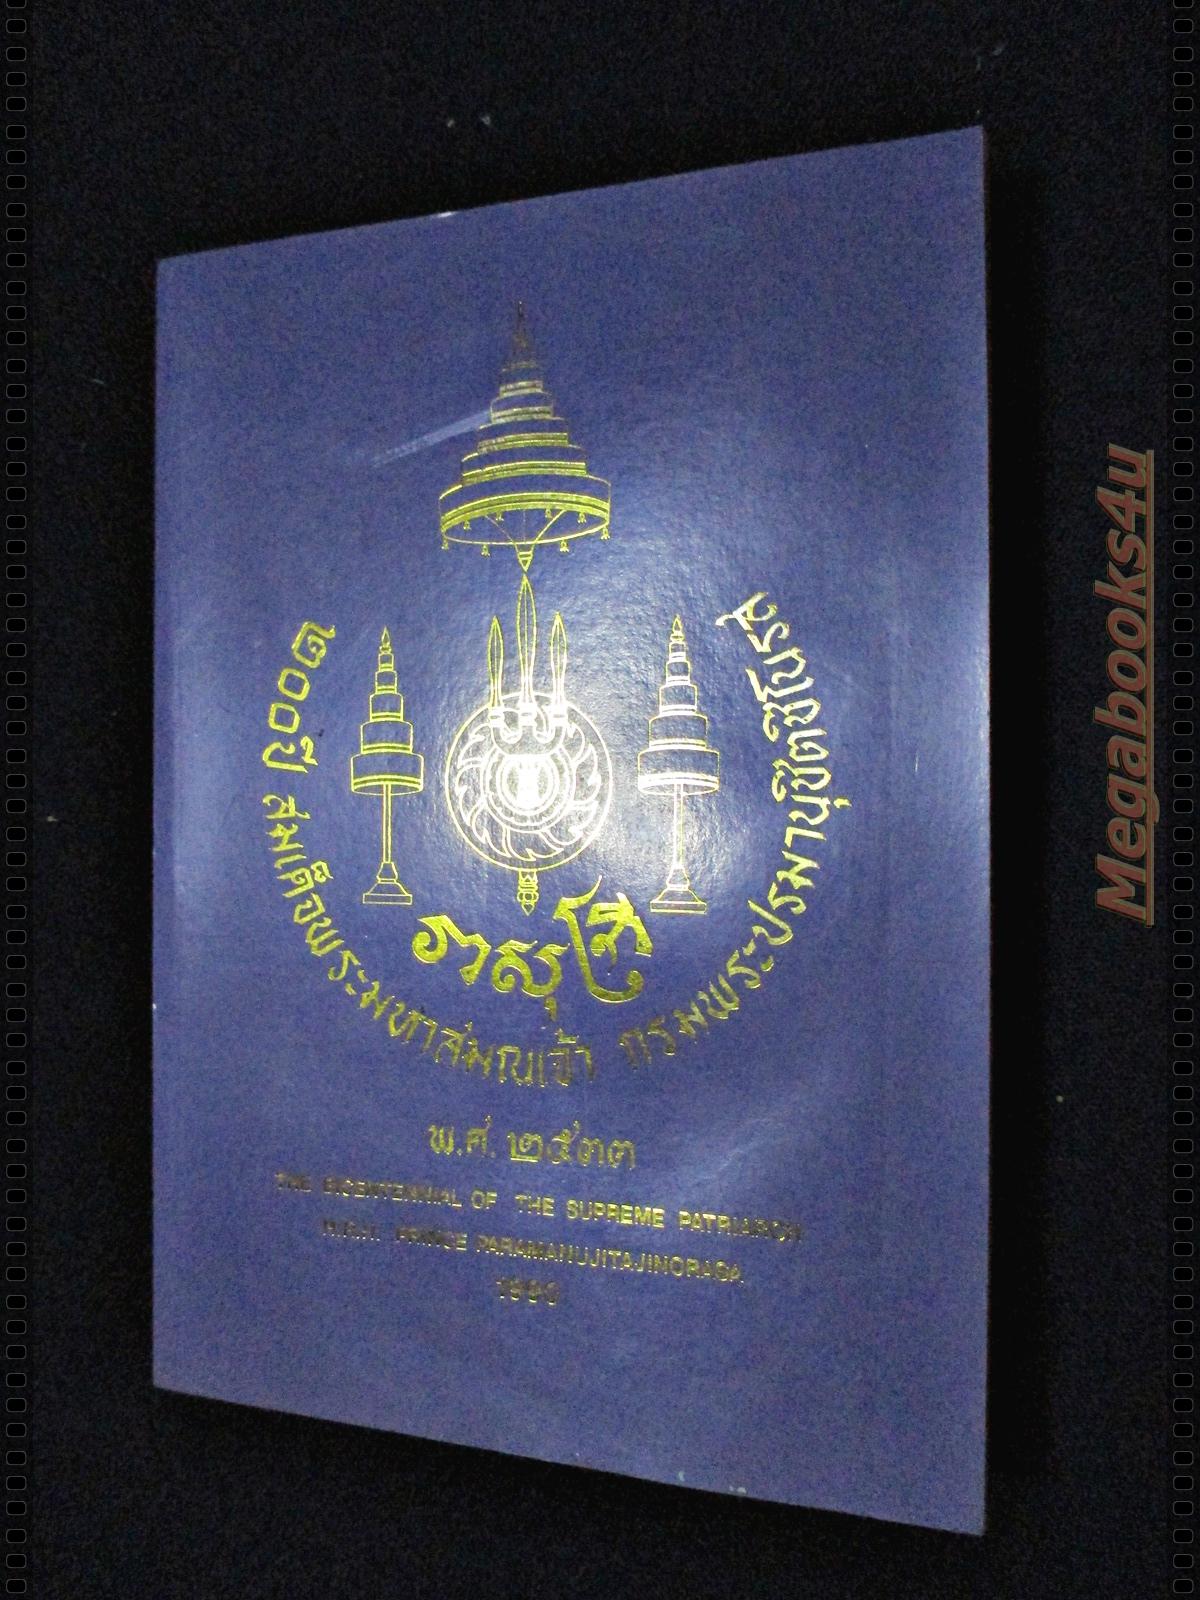 ๒๐๐ปี สมเด็จพระมหาสมณเจ้า กรมพระปรมานุชิตชิโนรส
วาสุโก
พ.ศ. ๒๕๓๓
THE BICENTENNIAL OF THE SUPREME PATRIARCH
H.R.H. PRINCE PARAMANUJITAJINORASA
1990
Megabooks4u